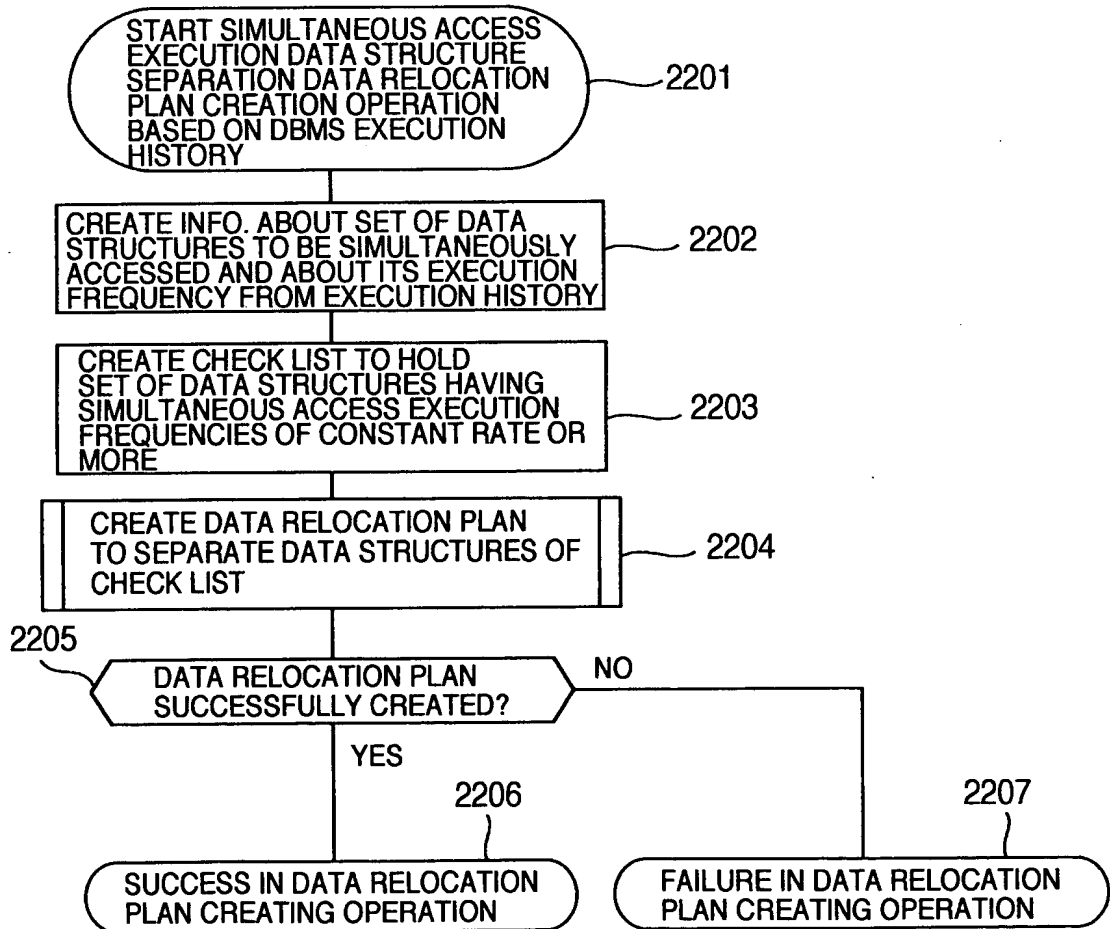 START SIMULTANEOUS ACCESS
EXECUTION DATA STRUCTURE
SEPARATION DATA RELOCATION
PLAN CREATION OPERATION
BASED ON DBMS EXECUTION
HISTORY
2201
CREATE INFO. ABOUT SET OF DATA
STRUCTURES TO BE SIMULTANEOUSLY
ACCESSED AND ABOUT ITS EXECUTION
FREQUENCY FROM EXECUTION HISTORY
2202
CREATE CHECK LIST TO HOLD
SET OF DATA STRUCTURES HAVING
SIMULTANEOUS ACCESS EXECUTION
FREQUENCIES OF CONSTANT RATE OR
MORE
2203
CREATE DATA RELOCATION PLAN
TO SEPARATE DATA STRUCTURES OF
CHECK LIST
2204
2205
DATA RELOCATION PLAN
SUCCESSFULLY CREATED?
NO
YES
2206
2207
SUCCESS IN DATA RELOCATION
PLAN CREATING OPERATION
FAILURE IN DATA RELOCATION
PLAN CREATING OPERATION